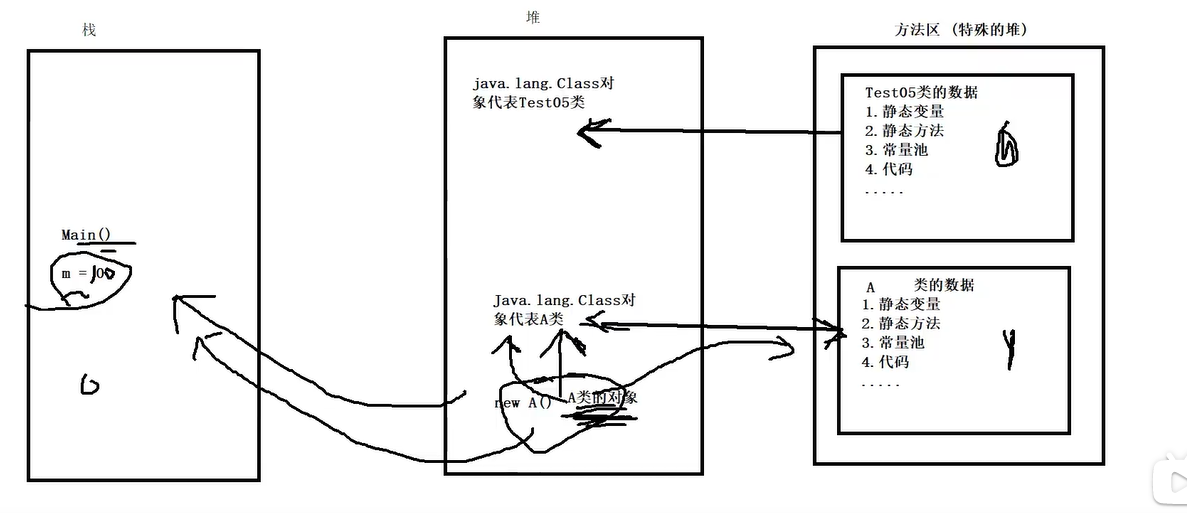 栈
堆
方法区 (特殊的堆)
java.lang.Class对
象代表Test05类
Test05类的数据
1. 静态变量
2. 静态方法
3. 常量池
4. 代码
.....
Main()
m = 100
Java.lang.Class对
象代表A类
new A()
A类的对象
A 类的数据
1. 静态变量
2. 静态方法
3. 常量池
4. 代码
.....